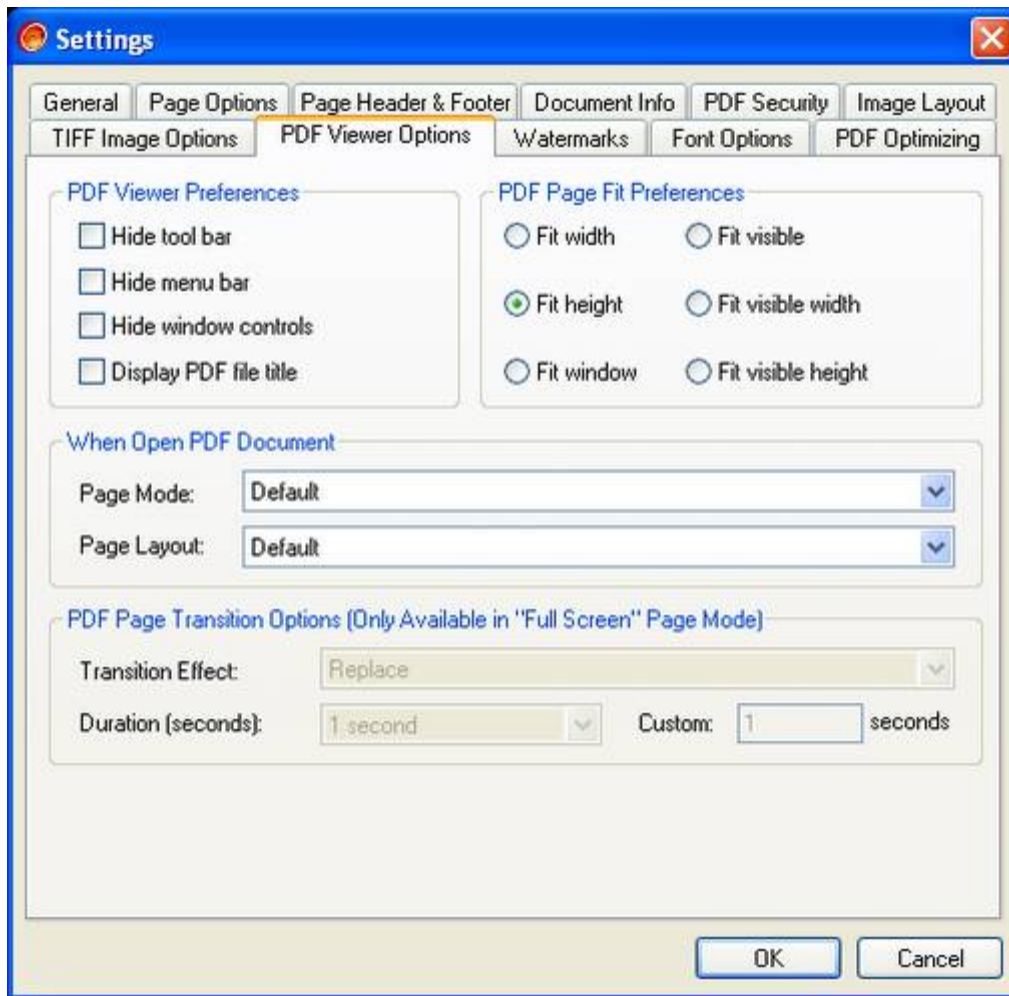 Settings
General Page Options Page Header & Footer Document Info PDF Security Image Layout
TIFF Image Options PDF Viewer Options Watermarks Font Options PDF Optimizing
PDF Viewer Preferences
Hide tool bar
Hide menu bar
Hide window controls
Display PDF file title
PDF Page Fit Preferences
Fit width Fit visible
Fit height Fit visible width
Fit window Fit visible height
When Open PDF Document
Page Mode: Default
Page Layout: Default
PDF Page Transition Options (Only Available in "Full Screen" Page Mode)
Transition Effect: Replace
Duration (seconds): 1 second Custom: 1 seconds
OK Cancel